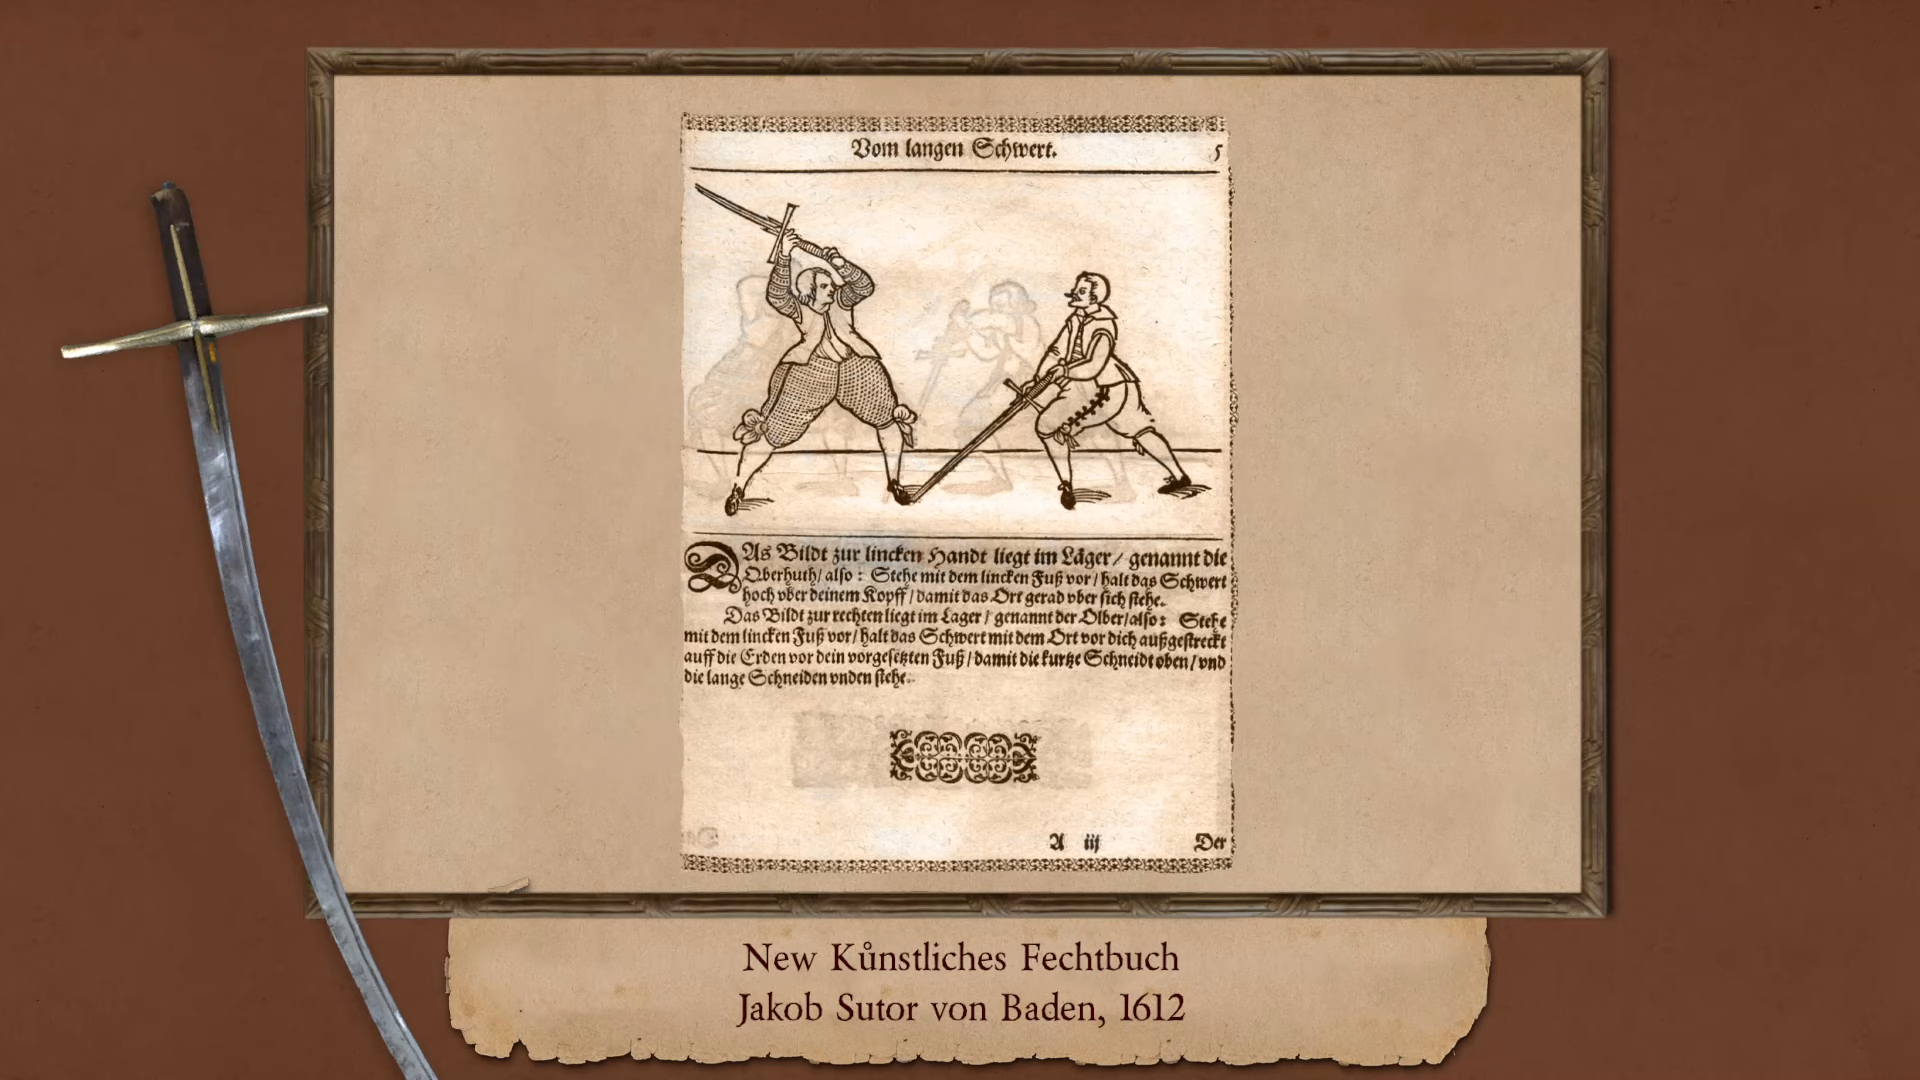 Vom langen Schwert.
5
DAs Bildt zur lincken Handt liegt im Läger / genannt die
Oberhuth / also : Stehe mit dem lincken Fuß vor / halt das Schwert
hoch vber deinem Kopff / damit das Ort gerad vber sich stehe.
Das Bildt zur rechten liegt im Lager / genannt der Olber / also : Stehe
mit dem lincken Fuß vor / halt das Schwert mit dem Ort vor dich außgestreckt
auff die Erden vor dein vorgesetzten Fuß / damit die kurtze Schneidt oben / vnd
die lange Schneiden vnden stehe.
A iij
Der
New Kůnstliches Fechtbuch
Jakob Sutor von Baden, 1612